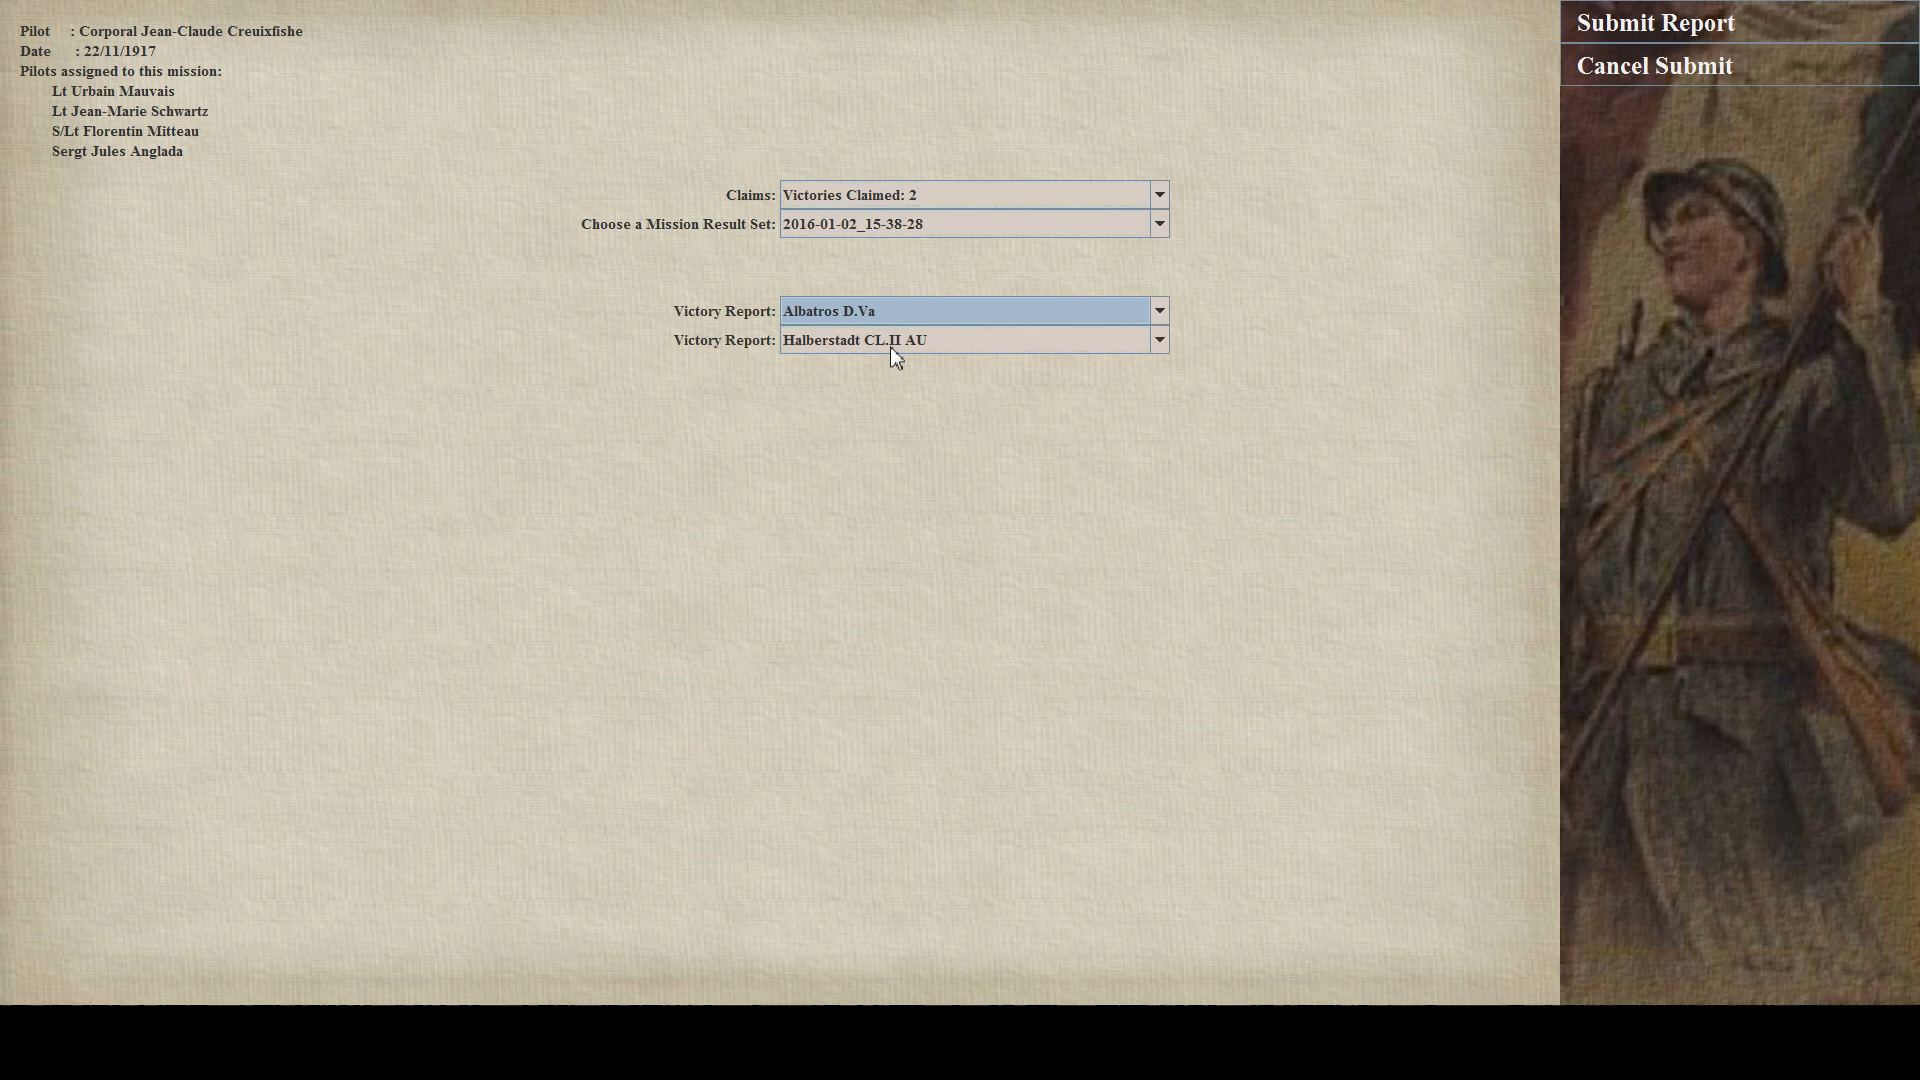 Pilot : Corporal Jean-Claude Creuixfishe
Date : 22/11/1917
Pilots assigned to this mission:
Lt Urbain Mauvais
Lt Jean-Marie Schwartz
S/Lt Florentin Mitteau
Sergt Jules Anglada
Claims: Victories Claimed: 2
Choose a Mission Result Set: 2016-01-02_15-38-28
Victory Report: Albatros D.Va
Victory Report: Halberstadt CL.II AU
Submit Report
Cancel Submit